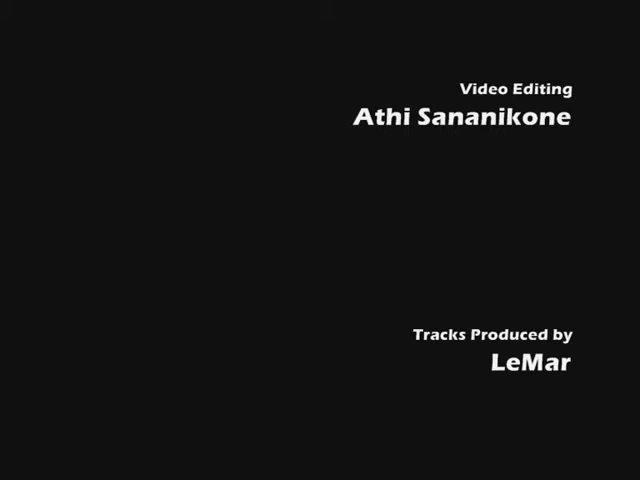 Video Editing
Athi Sananikone
Tracks Produced by
LeMar